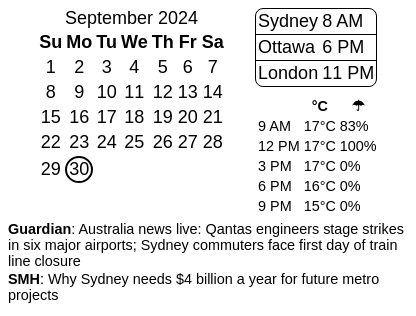 September 2024
Su Mo Tu We Th Fr Sa
1 2 3 4 5 6 7
8 9 10 11 12 13 14
15 16 17 18 19 20 21
22 23 24 25 26 27 28
29 30
Sydney 8 AM
Ottawa 6 PM
London 11 PM
°C ☂
9 AM 17°C 83%
12 PM 17°C 100%
3 PM 17°C 0%
6 PM 16°C 0%
9 PM 15°C 0%
Guardian: Australia news live: Qantas engineers stage strikes
in six major airports; Sydney commuters face first day of train
line closure
SMH: Why Sydney needs $4 billion a year for future metro
projects